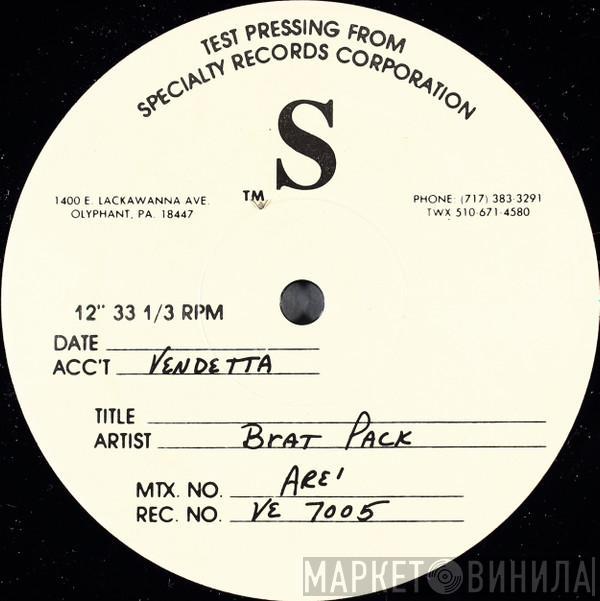 TEST PRESSING FROM
SPECIALTY RECORDS CORPORATION
S
TM
1400 E. LACKAWANNA AVE.
OLYPHANT, PA. 18447
PHONE: (717) 383-3291
TWX 510-671-4580
12" 33 1/3 RPM
DATE
ACC'T VENDETTA
TITLE
ARTIST Brat Pack
MTX. NO. ARE'
REC. NO. VE 7005
МАРКЕТ ВИНИЛА